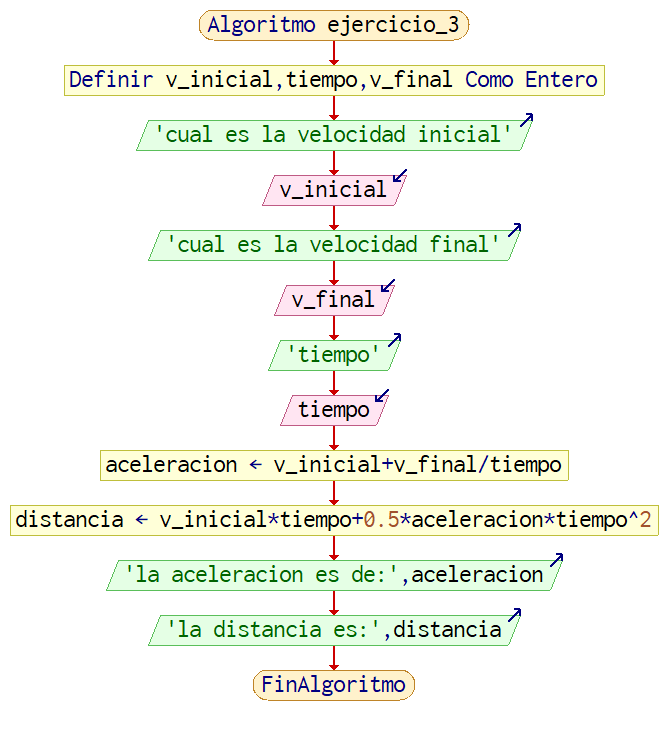 Algoritmo ejercicio_3
Definir v_inicial,tiempo,v_final Como Entero
'cual es la velocidad inicial'
v_inicial
'cual es la velocidad final'
v_final
'tiempo'
tiempo
aceleracion ← v_inicial+v_final/tiempo
distancia ← v_inicial*tiempo+0.5*aceleracion*tiempo^2
'la aceleracion es de:',aceleracion
'la distancia es:',distancia
FinAlgoritmo